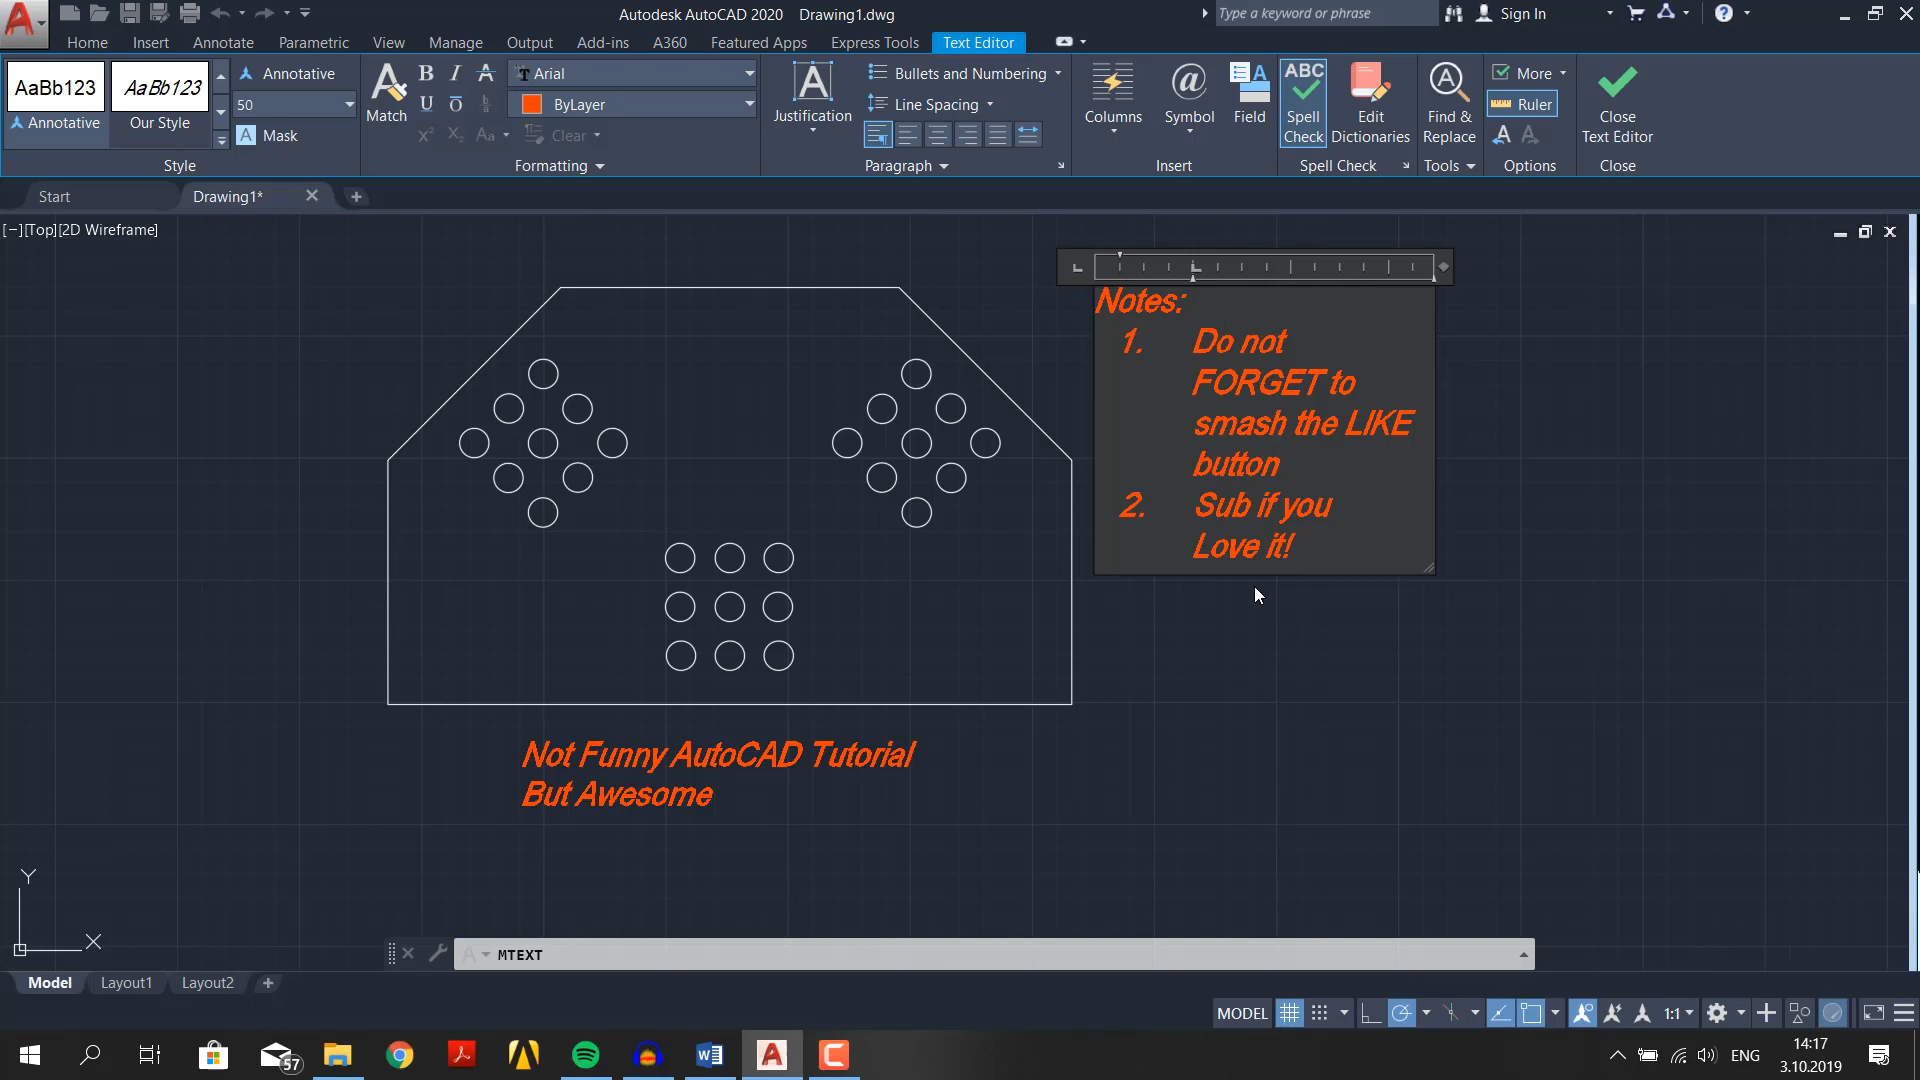 Autodesk AutoCAD 2020 Drawing1.dwg
Type a keyword or phrase
Sign In
Home Insert Annotate Parametric View Manage Output Add-ins A360 Featured Apps Express Tools Text Editor
AaBb123
Annotative
AaBb123
Our Style
Annotative
50
Mask
Style
Match
Arial
ByLayer
Clear
Formatting
Justification
Bullets and Numbering
Line Spacing
Paragraph
Columns
Symbol
Field
Insert
ABC
Spell
Check
Edit
Dictionaries
Spell Check
Find &
Replace
Tools
More
Ruler
Options
Close
Text Editor
Close
Start
Drawing1*
[−][Top][2D Wireframe]
Notes:
1. Do not
FORGET to
smash the LIKE
button
2. Sub if you
Love it!
Not Funny AutoCAD Tutorial
But Awesome
Y
X
MTEXT
Model Layout1 Layout2
MODEL
1:1
57
ENG
14:17
3.10.2019